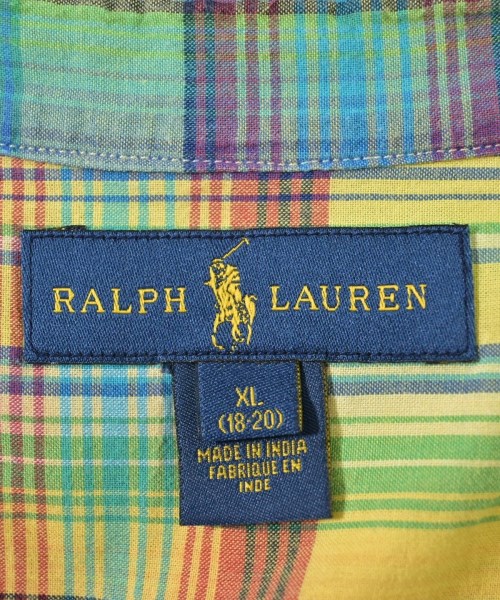 RALPH LAUREN
XL
(18-20)
MADE IN INDIA
FABRIQUE EN
INDE